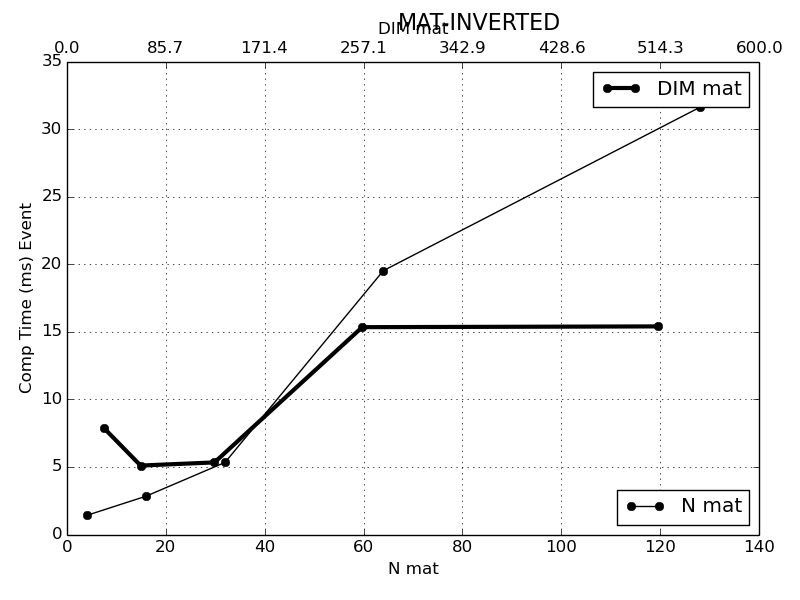 MAT-INVERTED
DIM mat
0.0 85.7 171.4 257.1 342.9 428.6 514.3 600.0
35
DIM mat
30
25
20
15
10
5
0
Comp Time (ms) Event
N mat
0 20 40 60 80 100 120 140
N mat